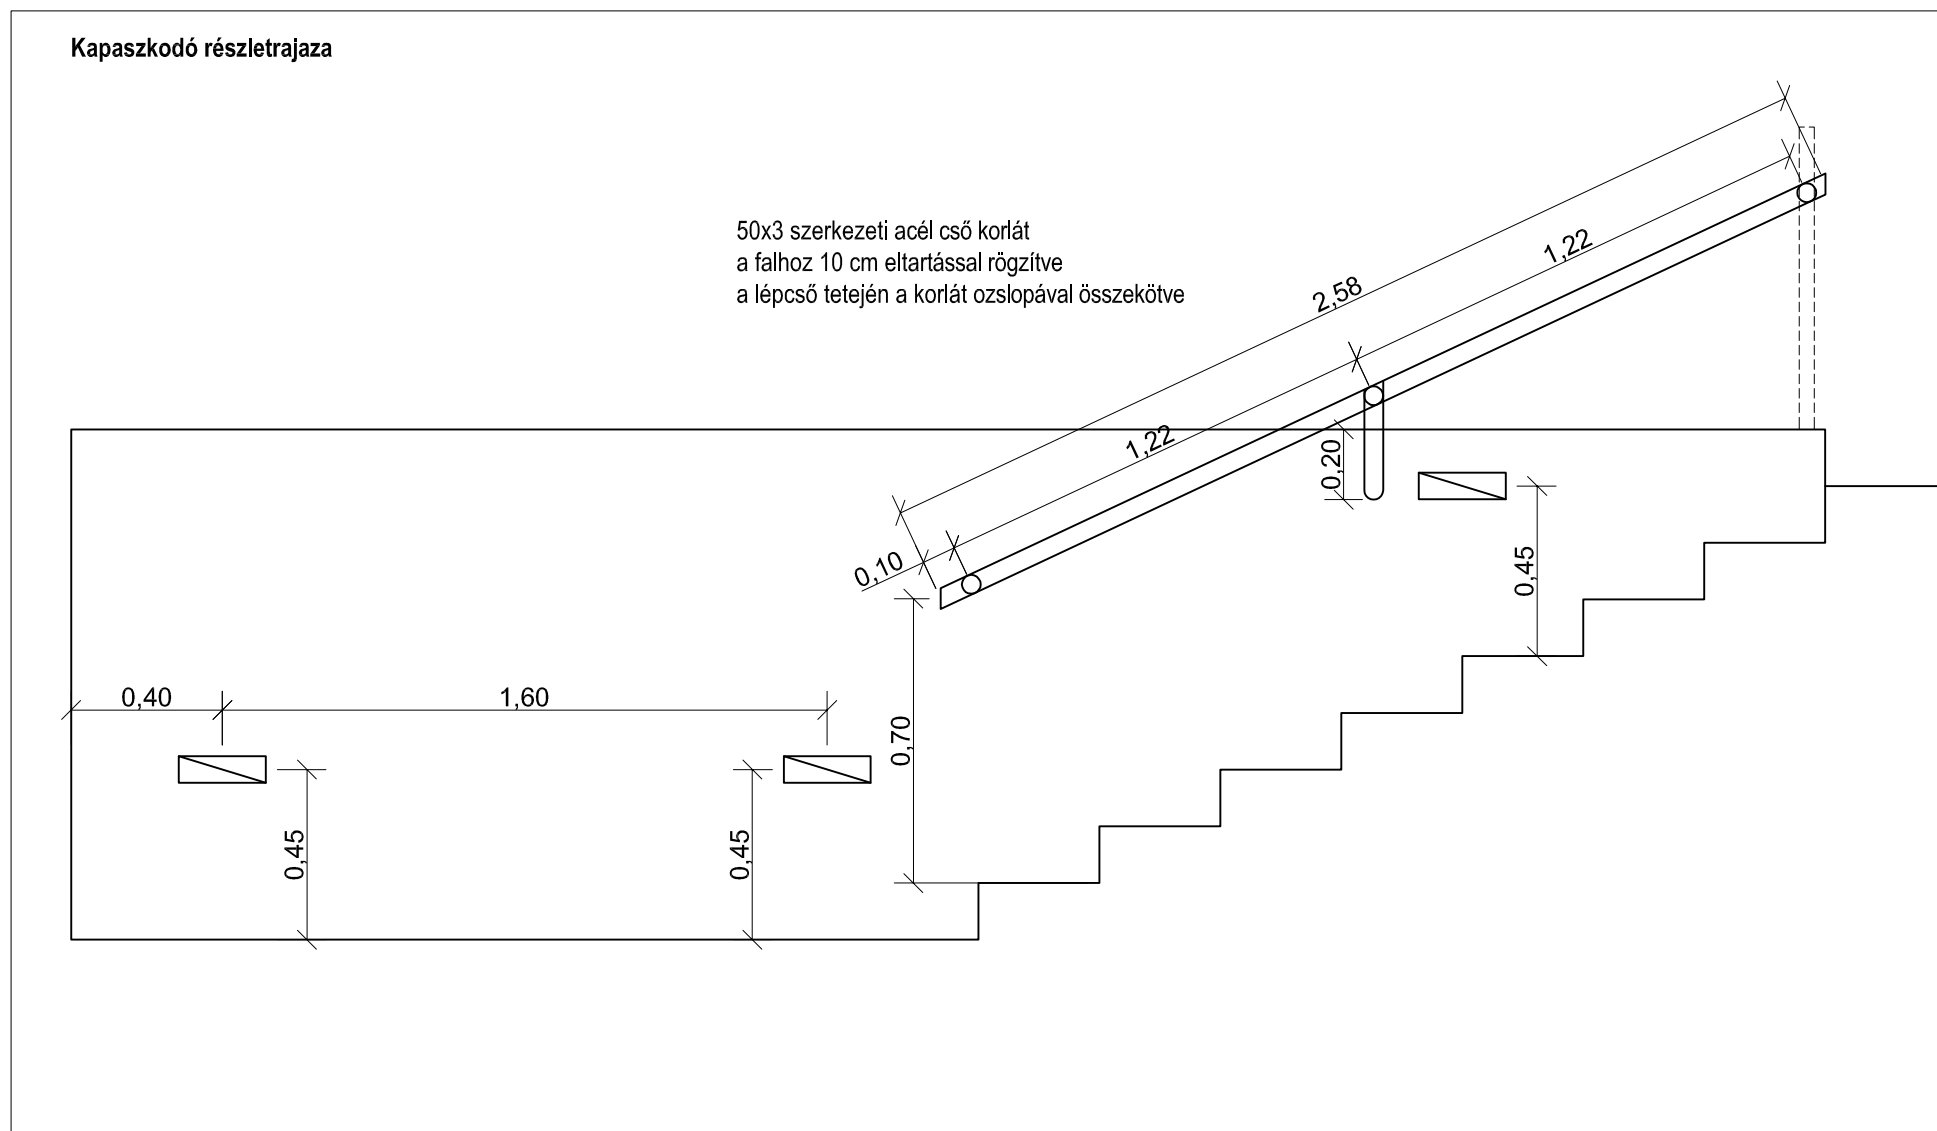 Kapaszkodó részletrajaza
50x3 szerkezeti acél cső korlát
a falhoz 10 cm eltartással rögzítve
a lépcső tetején a korlát ozslopával összekötve
1,22
2,58
1,22
0,20
0,10
0,45
0,40
1,60
0,70
0,45
0,45